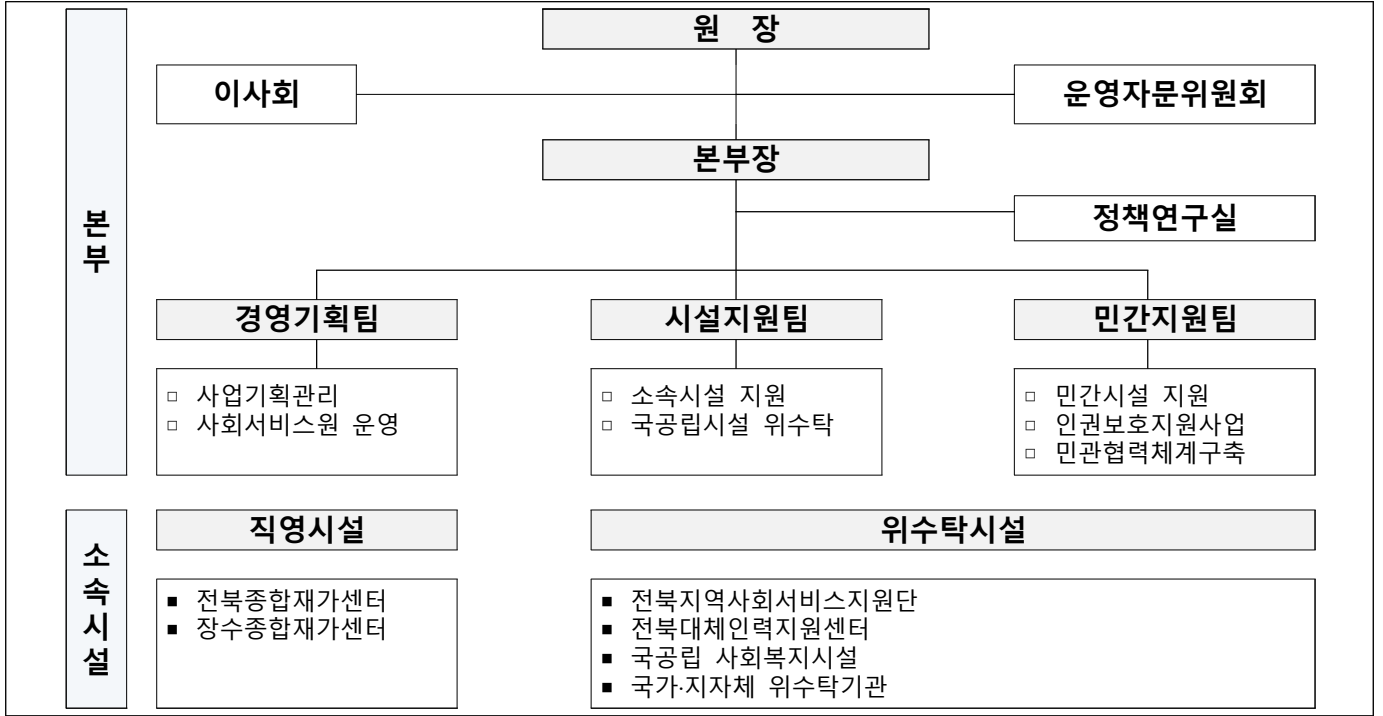 원 장
이사회
운영자문위원회
본부장
본부
정책연구실
경영기획팀
시설지원팀
민간지원팀
□ 사업기획관리
□ 사회서비스원 운영
□ 소속시설 지원
□ 국공립시설 위수탁
□ 민간시설 지원
□ 인권보호지원사업
□ 민관협력체계구축
소속시설
직영시설
위수탁시설
■ 전북종합재가센터
■ 장수종합재가센터
■ 전북지역사회서비스지원단
■ 전북대체인력지원센터
■ 국공립 사회복지시설
■ 국가·지자체 위수탁기관